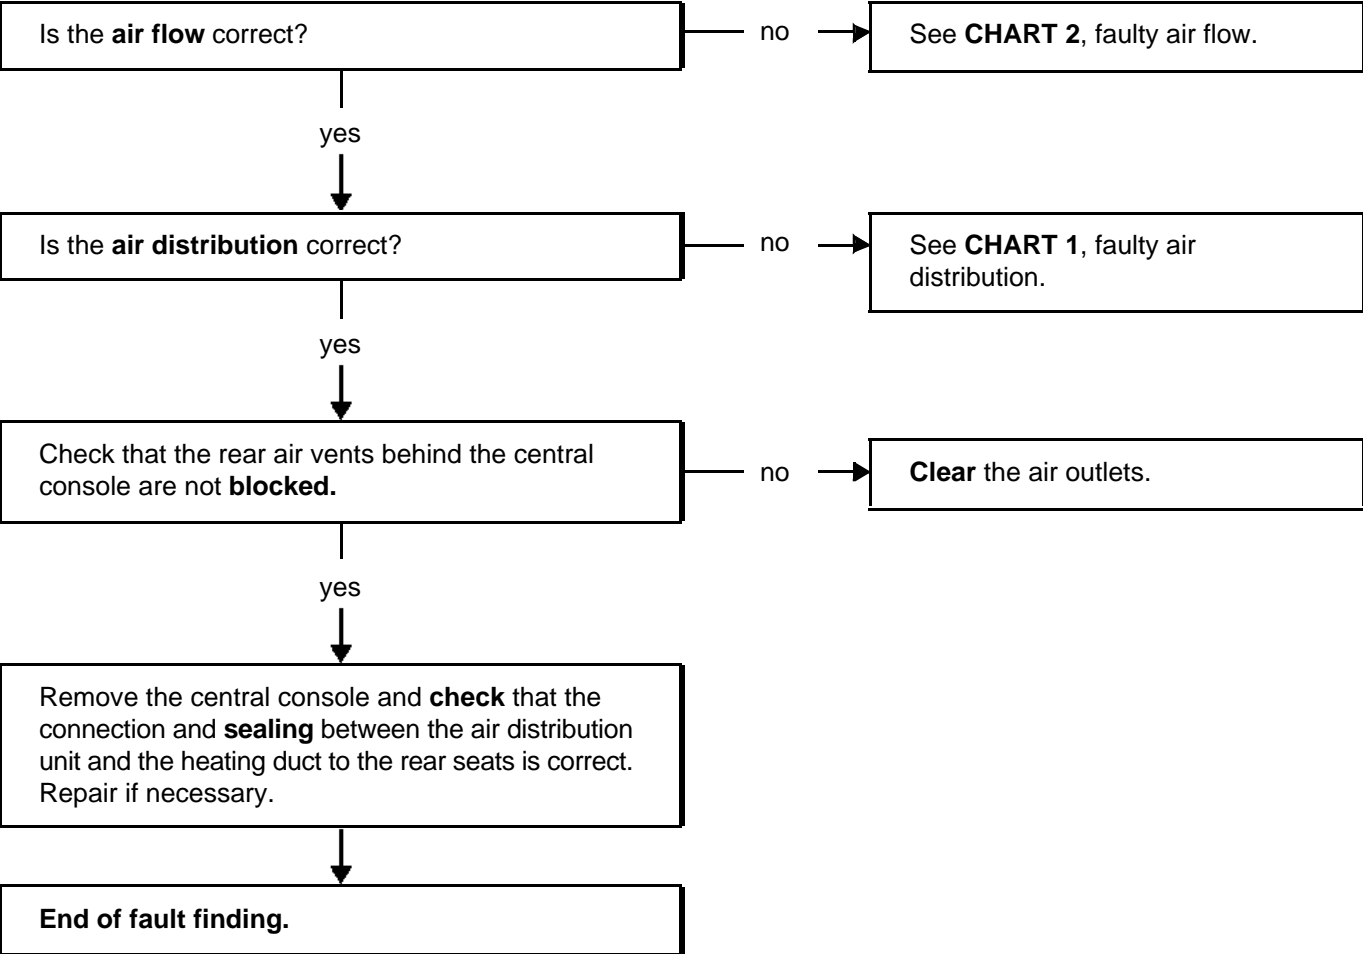 Is the air flow correct?
no
See CHART 2, faulty air flow.
yes
Is the air distribution correct?
no
See CHART 1, faulty air
distribution.
yes
Check that the rear air vents behind the central
console are not blocked.
no
Clear the air outlets.
yes
Remove the central console and check that the
connection and sealing between the air distribution
unit and the heating duct to the rear seats is correct.
Repair if necessary.
End of fault finding.